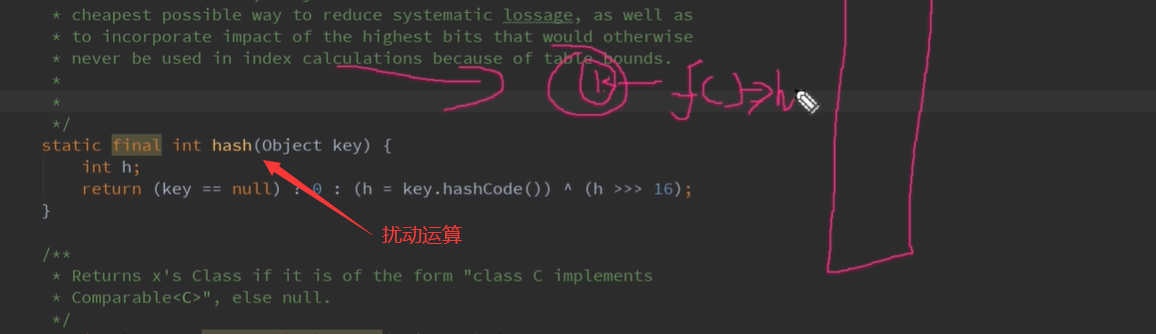 * cheapest possible way to reduce systematic lossage, as well as
* to incorporate impact of the highest bits that would otherwise
* never be used in index calculations because of table bounds.
*
*
*/
k f() => h
static final int hash(Object key) {
int h;
return (key == null) ? 0 : (h = key.hashCode()) ^ (h >>> 16);
}
扰动运算
/**
* Returns x's Class if it is of the form "class C implements
* Comparable<C>", else null.
*/